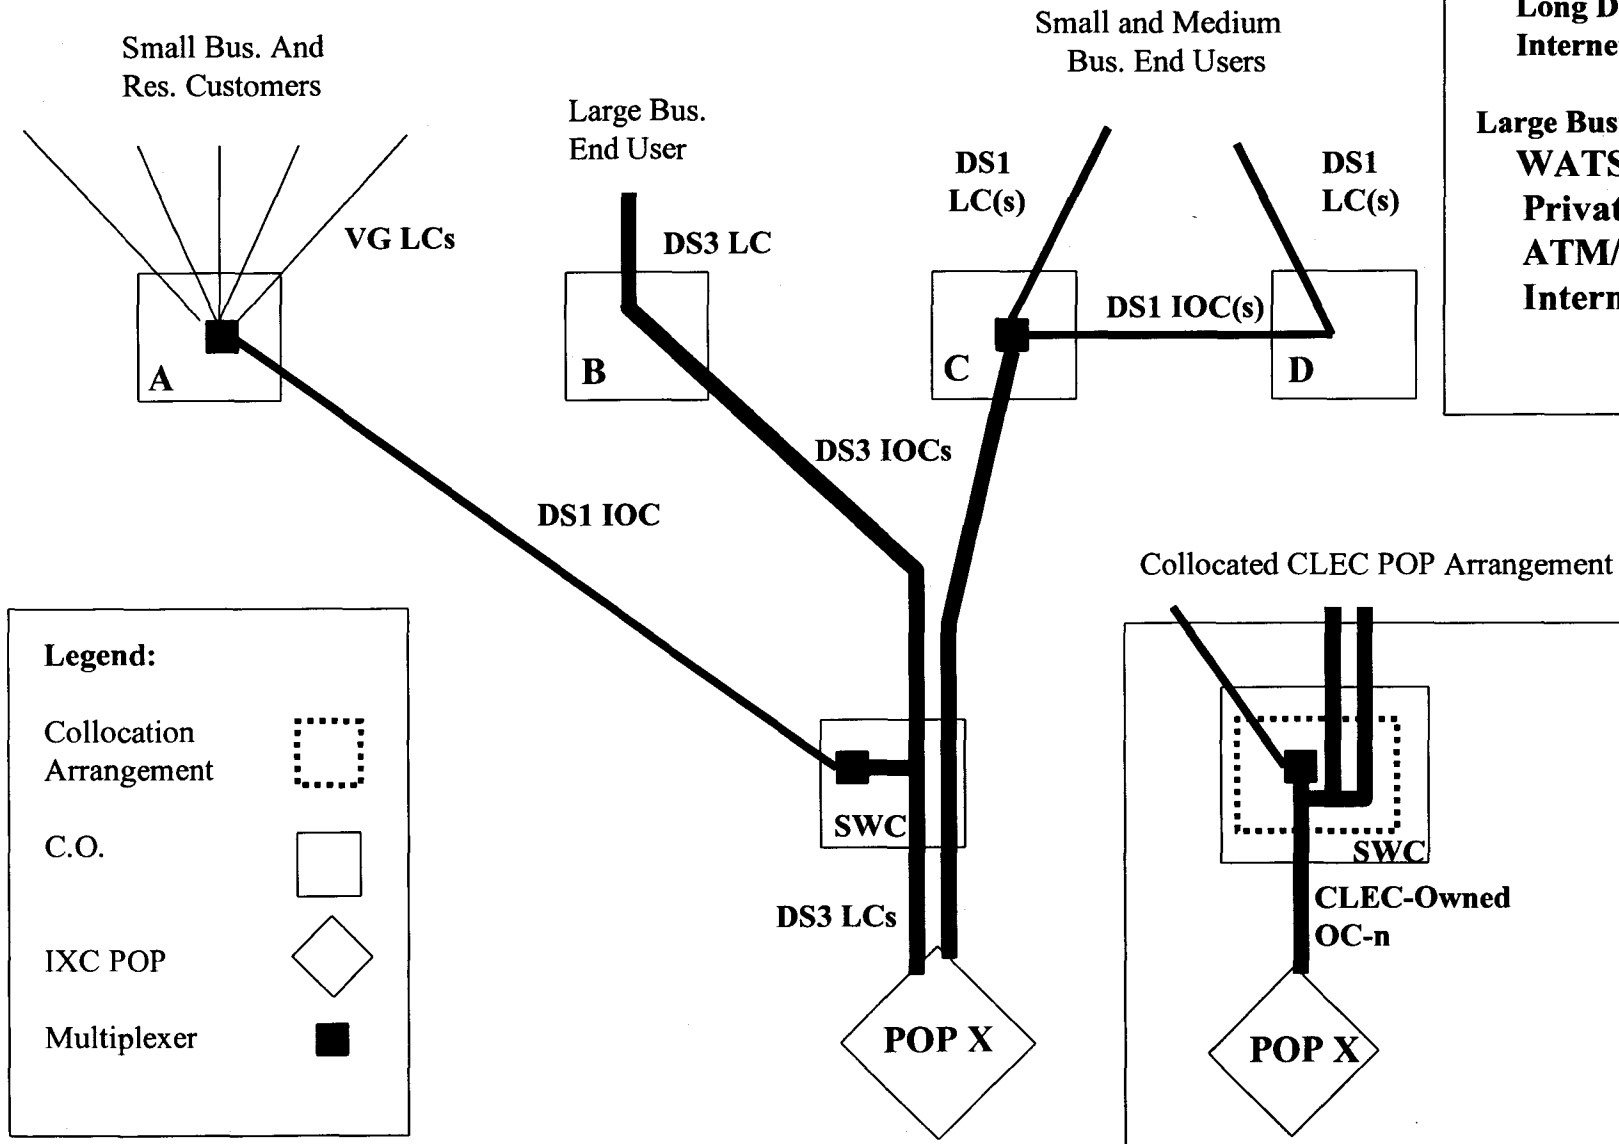 Small Bus. And
Res. Customers
Large Bus.
End User
Small and Medium
Bus. End Users
Long D
Interne
Large Bus
WATS
Privat
ATM/
Intern
VG LCs
DS3 LC
DS1
LC(s)
DS1
LC(s)
DS1 IOC(s)
A
B
C
D
DS3 IOCs
DS1 IOC
SWC
DS3 LCs
POP X
Legend:
Collocation
Arrangement
C.O.
IXC POP
Multiplexer
Collocated CLEC POP Arrangement
SWC
CLEC-Owned
OC-n
POP X